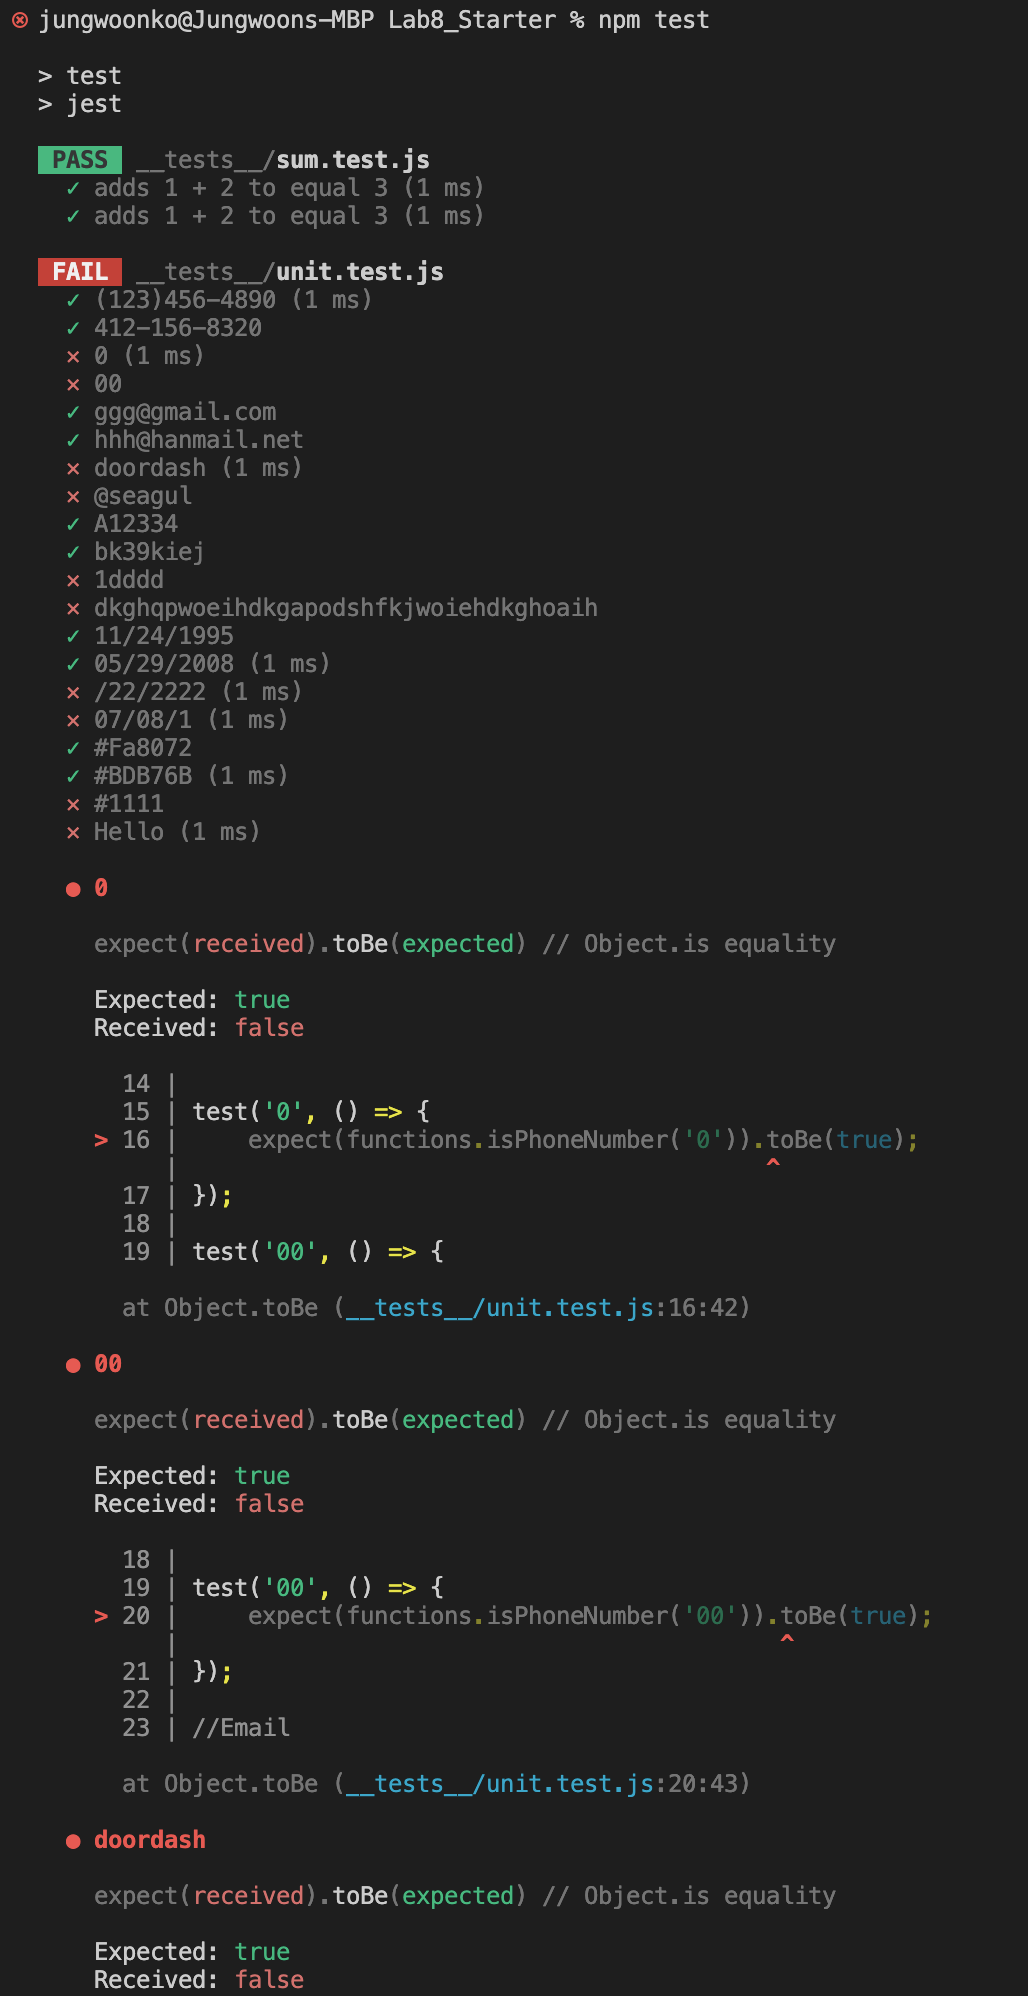 jungwoonko@Jungwoons-MBP Lab8_Starter % npm test
> test
> jest
PASS __tests__/sum.test.js
✓ adds 1 + 2 to equal 3 (1 ms)
✓ adds 1 + 2 to equal 3 (1 ms)
FAIL __tests__/unit.test.js
✓ (123)456-4890 (1 ms)
✓ 412-156-8320
✕ 0 (1 ms)
✕ 00
✓ ggg@gmail.com
✓ hhh@hanmail.net
✕ doordash (1 ms)
✕ @seagul
✓ A12334
✓ bk39kiej
✕ 1dddd
✕ dkghqpwoeihdkgapodshfkjwoiehdkghoaih
✓ 11/24/1995
✓ 05/29/2008 (1 ms)
✕ /22/2222 (1 ms)
✕ 07/08/1 (1 ms)
✓ #Fa8072
✓ #BDB76B (1 ms)
✕ #1111
✕ Hello (1 ms)
● 0
expect(received).toBe(expected) // Object.is equality
Expected: true
Received: false
14 |
15 | test('0', () => {
> 16 |     expect(functions.isPhoneNumber('0')).toBe(true);
|                                          ^
17 | });
18 |
19 | test('00', () => {
at Object.toBe (__tests__/unit.test.js:16:42)
● 00
expect(received).toBe(expected) // Object.is equality
Expected: true
Received: false
18 |
19 | test('00', () => {
> 20 |     expect(functions.isPhoneNumber('00')).toBe(true);
|                                           ^
21 | });
22 |
23 | //Email
at Object.toBe (__tests__/unit.test.js:20:43)
● doordash
expect(received).toBe(expected) // Object.is equality
Expected: true
Received: false